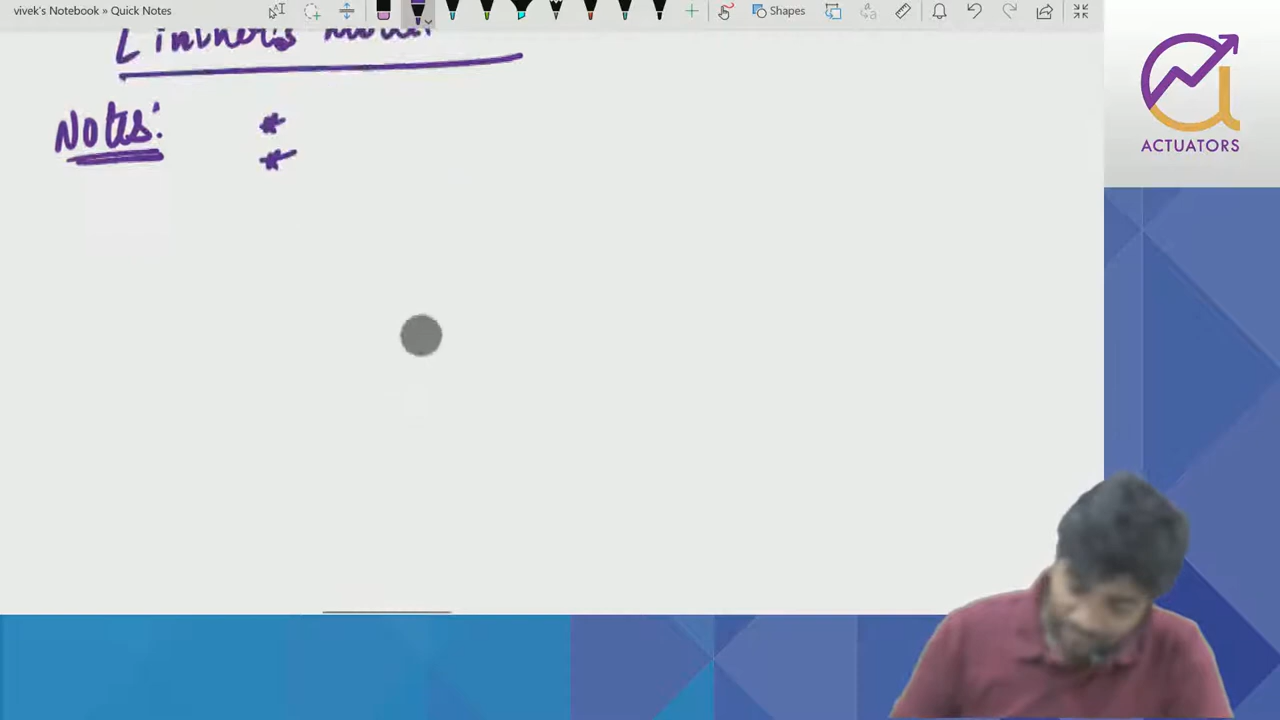 vivek's Notebook » Quick Notes
Shapes
Notes:
*
*
ACTUATORS